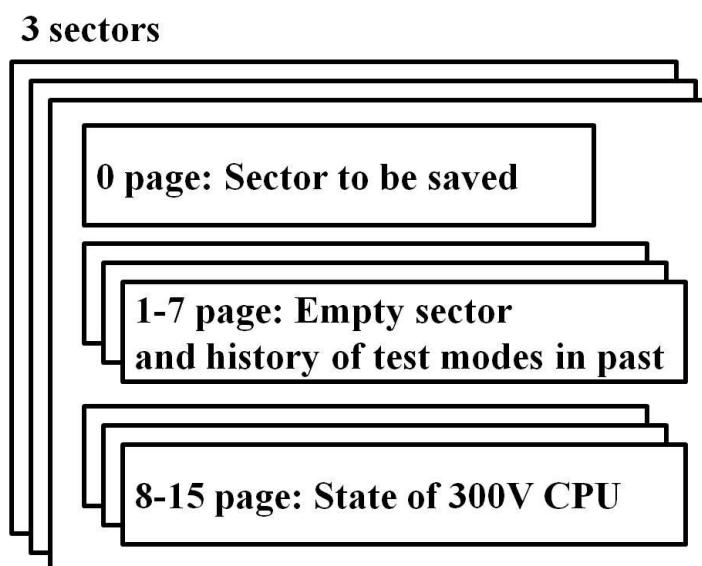 3 sectors
0 page: Sector to be saved
1-7 page: Empty sector
and history of test modes in past
8-15 page: State of 300V CPU